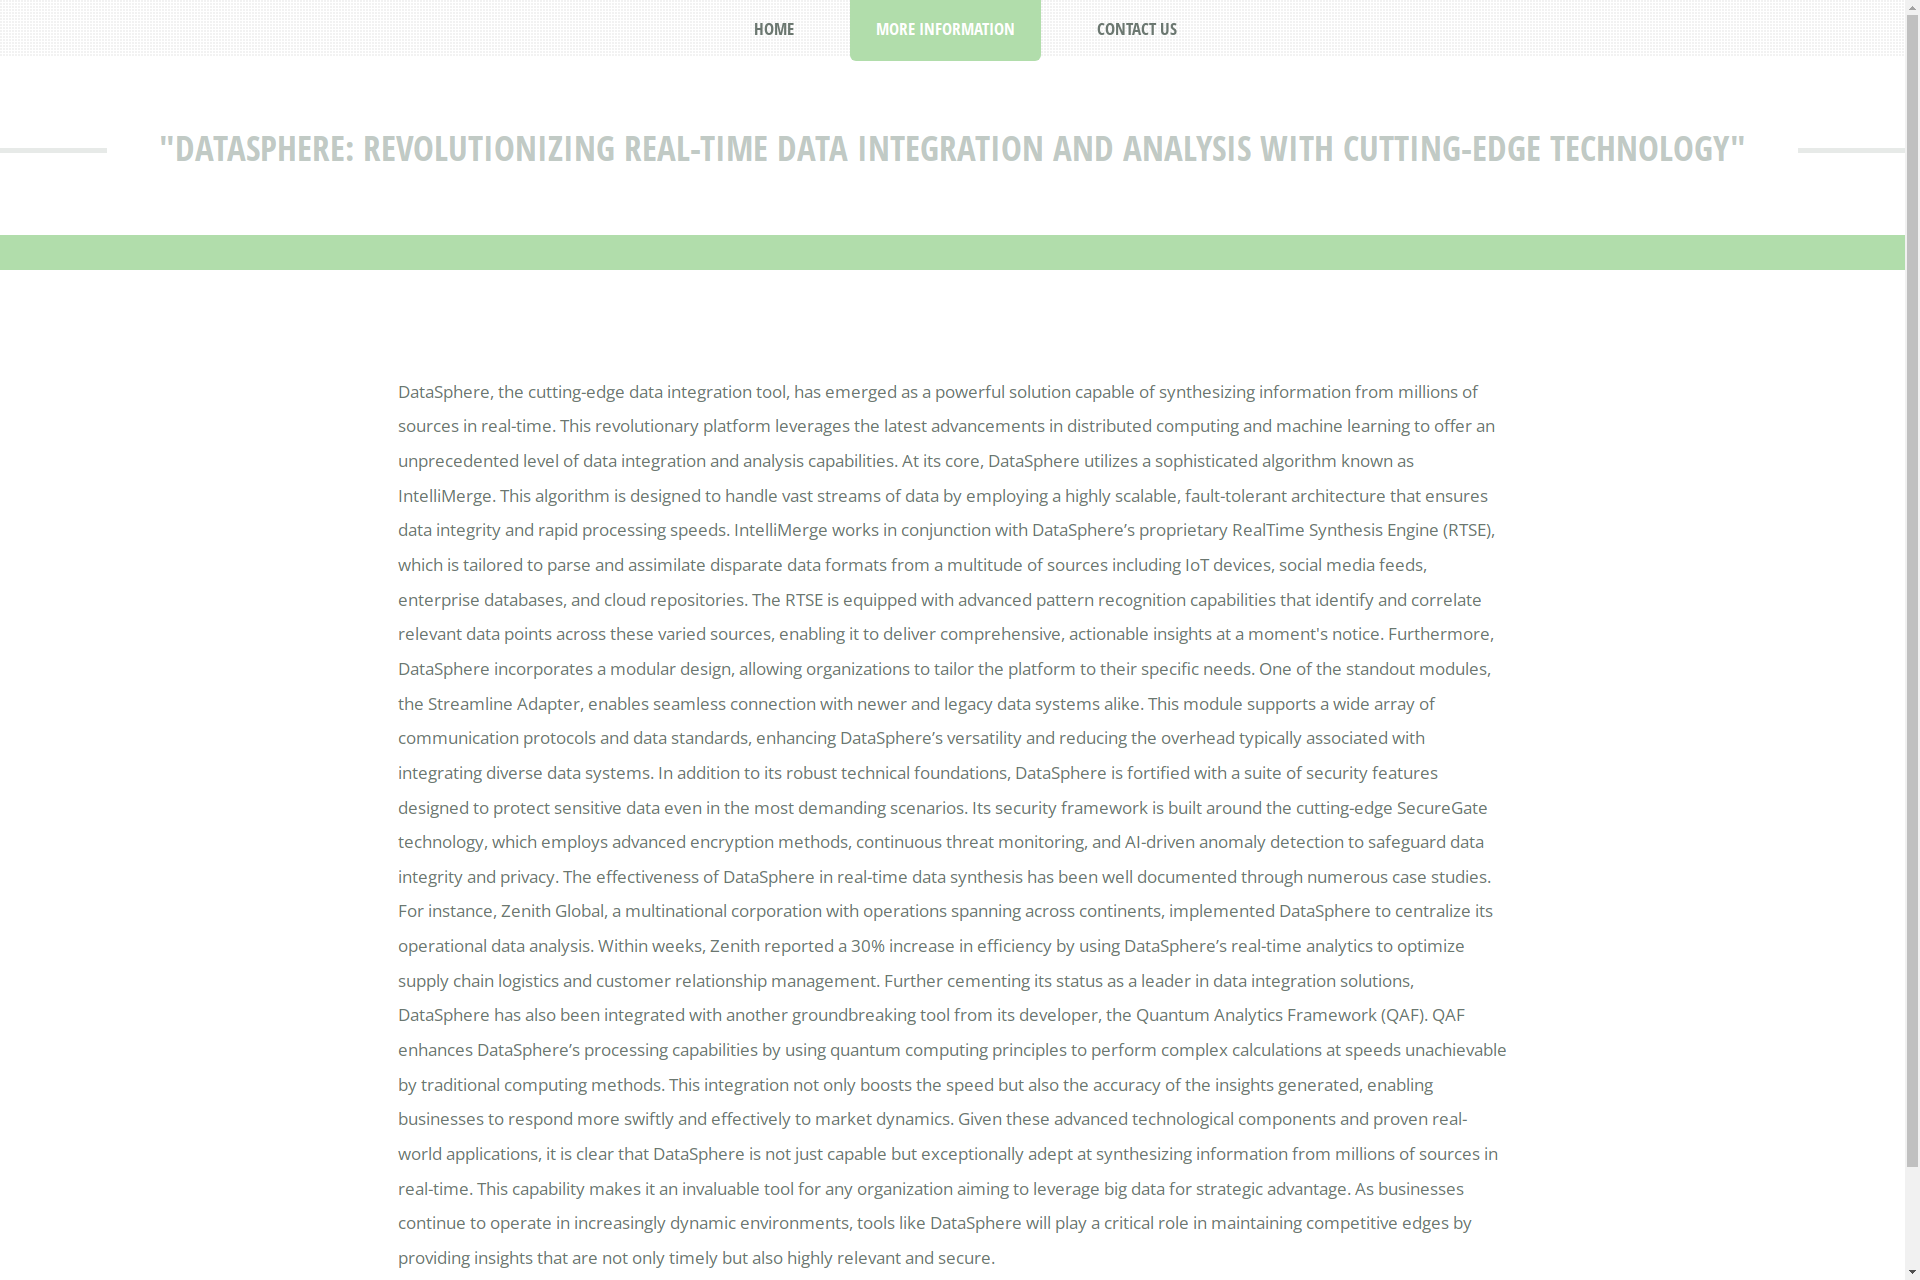 HOME
MORE INFORMATION
CONTACT US
"DATASPHERE: REVOLUTIONIZING REAL-TIME DATA INTEGRATION AND ANALYSIS WITH CUTTING-EDGE TECHNOLOGY"
DataSphere, the cutting-edge data integration tool, has emerged as a powerful solution capable of synthesizing information from millions of
sources in real-time. This revolutionary platform leverages the latest advancements in distributed computing and machine learning to offer an
unprecedented level of data integration and analysis capabilities. At its core, DataSphere utilizes a sophisticated algorithm known as
IntelliMerge. This algorithm is designed to handle vast streams of data by employing a highly scalable, fault-tolerant architecture that ensures
data integrity and rapid processing speeds. IntelliMerge works in conjunction with DataSphere’s proprietary RealTime Synthesis Engine (RTSE),
which is tailored to parse and assimilate disparate data formats from a multitude of sources including IoT devices, social media feeds,
enterprise databases, and cloud repositories. The RTSE is equipped with advanced pattern recognition capabilities that identify and correlate
relevant data points across these varied sources, enabling it to deliver comprehensive, actionable insights at a moment's notice. Furthermore,
DataSphere incorporates a modular design, allowing organizations to tailor the platform to their specific needs. One of the standout modules,
the Streamline Adapter, enables seamless connection with newer and legacy data systems alike. This module supports a wide array of
communication protocols and data standards, enhancing DataSphere’s versatility and reducing the overhead typically associated with
integrating diverse data systems. In addition to its robust technical foundations, DataSphere is fortified with a suite of security features
designed to protect sensitive data even in the most demanding scenarios. Its security framework is built around the cutting-edge SecureGate
technology, which employs advanced encryption methods, continuous threat monitoring, and AI-driven anomaly detection to safeguard data
integrity and privacy. The effectiveness of DataSphere in real-time data synthesis has been well documented through numerous case studies.
For instance, Zenith Global, a multinational corporation with operations spanning across continents, implemented DataSphere to centralize its
operational data analysis. Within weeks, Zenith reported a 30% increase in efficiency by using DataSphere’s real-time analytics to optimize
supply chain logistics and customer relationship management. Further cementing its status as a leader in data integration solutions,
DataSphere has also been integrated with another groundbreaking tool from its developer, the Quantum Analytics Framework (QAF). QAF
enhances DataSphere’s processing capabilities by using quantum computing principles to perform complex calculations at speeds unachievable
by traditional computing methods. This integration not only boosts the speed but also the accuracy of the insights generated, enabling
businesses to respond more swiftly and effectively to market dynamics. Given these advanced technological components and proven real-
world applications, it is clear that DataSphere is not just capable but exceptionally adept at synthesizing information from millions of sources in
real-time. This capability makes it an invaluable tool for any organization aiming to leverage big data for strategic advantage. As businesses
continue to operate in increasingly dynamic environments, tools like DataSphere will play a critical role in maintaining competitive edges by
providing insights that are not only timely but also highly relevant and secure.